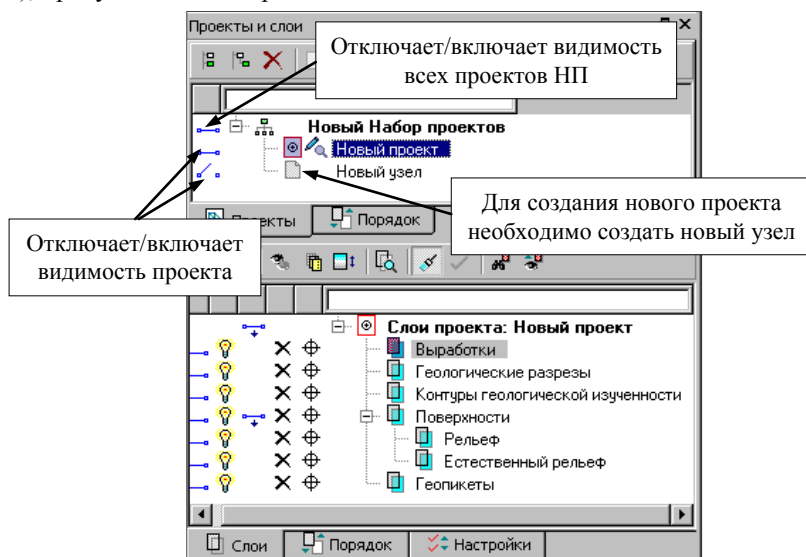 Проекты и слои
Отключает/включает видимость
всех проектов НП
Новый Набор проектов
Новый проект
Новый узел
Для создания нового проекта
необходимо создать новый узел
Порядок
Отключает/включает
видимость проекта
Слои проекта: Новый проект
Выработки
Геологические разрезы
Контуры геологической изученности
Поверхности
Рельеф
Естественный рельеф
Геопикеты
Слои
Порядок
Настройки